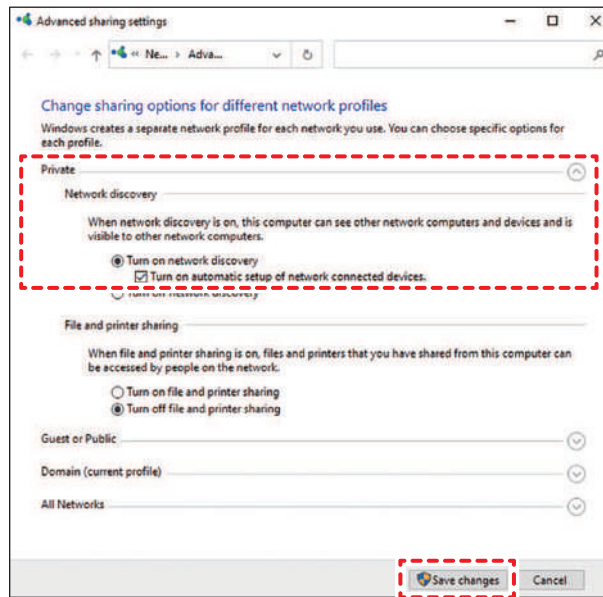 Advanced sharing settings
« Ne... › Adva...
Change sharing options for different network profiles
Windows creates a separate network profile for each network you use. You can choose specific options for
each profile.
Private
Network discovery
When network discovery is on, this computer can see other network computers and devices and is
visible to other network computers.
Turn on network discovery
Turn on automatic setup of network connected devices.
Turn off network discovery
File and printer sharing
When file and printer sharing is on, files and printers that you have shared from this computer can
be accessed by people on the network.
Turn on file and printer sharing
Turn off file and printer sharing
Guest or Public
Domain (current profile)
All Networks
Save changes Cancel